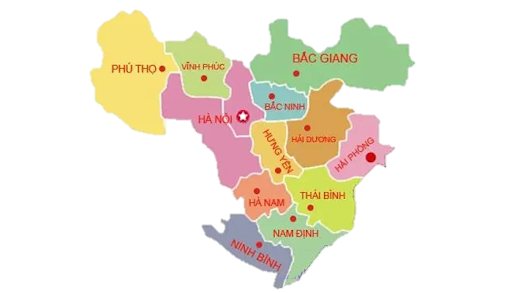 BẮC GIANG
PHÚ THỌ
VĨNH PHÚC
BẮC NINH
HÀ NỘI
HẢI DƯƠNG
HƯNG YÊN
HẢI PHÒNG
THÁI BÌNH
HÀ NAM
NAM ĐỊNH
NINH BÌNH